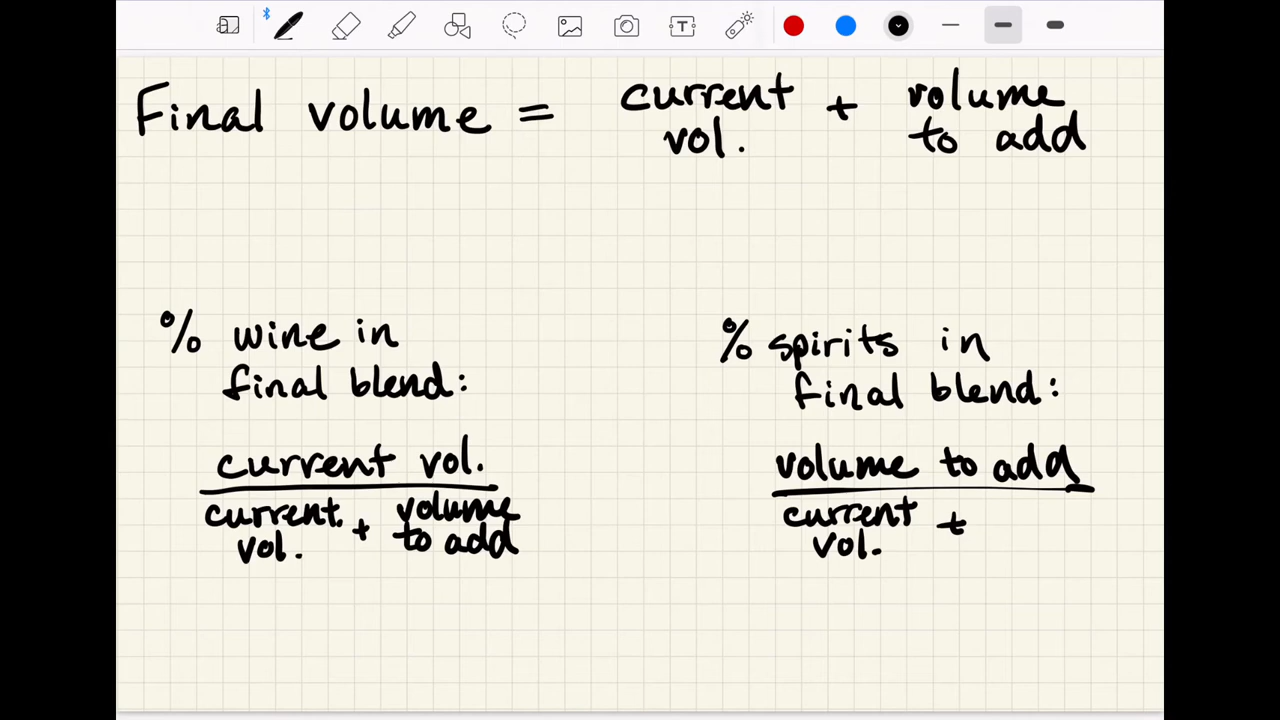 Final volume = current vol. + volume to add
% wine in
final blend:
current vol.
current vol. + volume to add
% spirits in
final blend:
volume to add
current vol. +